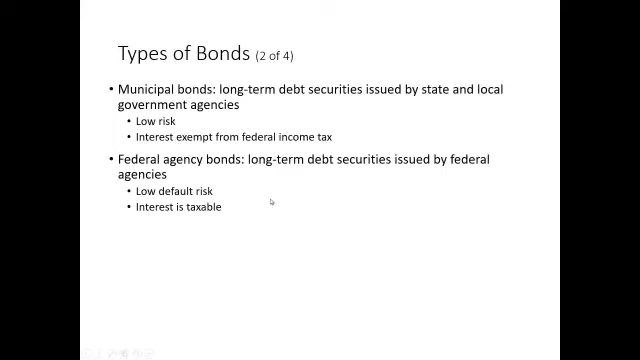 Types of Bonds (2 of 4)
• Municipal bonds: long-term debt securities issued by state and local
government agencies
• Low risk
• Interest exempt from federal income tax
• Federal agency bonds: long-term debt securities issued by federal
agencies
• Low default risk
• Interest is taxable